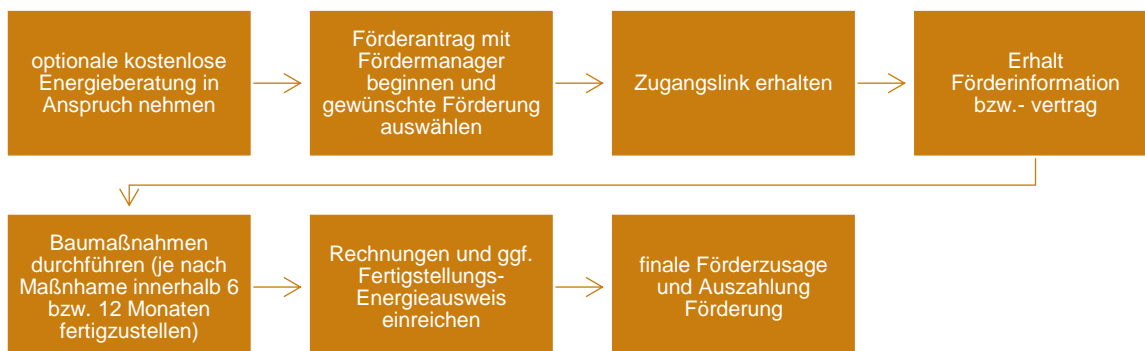 optionale kostenlose
Energieberatung in
Anspruch nehmen
Förderantrag mit
Fördermanager
beginnen und
gewünschte Förderung
auswählen
Zugangslink erhalten
Erhalt
Förderinformation
bzw.- vertrag
Baumaßnahmen
durchführen (je nach
Maßnhame innerhalb 6
bzw. 12 Monaten
fertigzustellen)
Rechnungen und ggf.
Fertigstellungs-
Energieausweis
einreichen
finale Förderzusage
und Auszahlung
Förderung